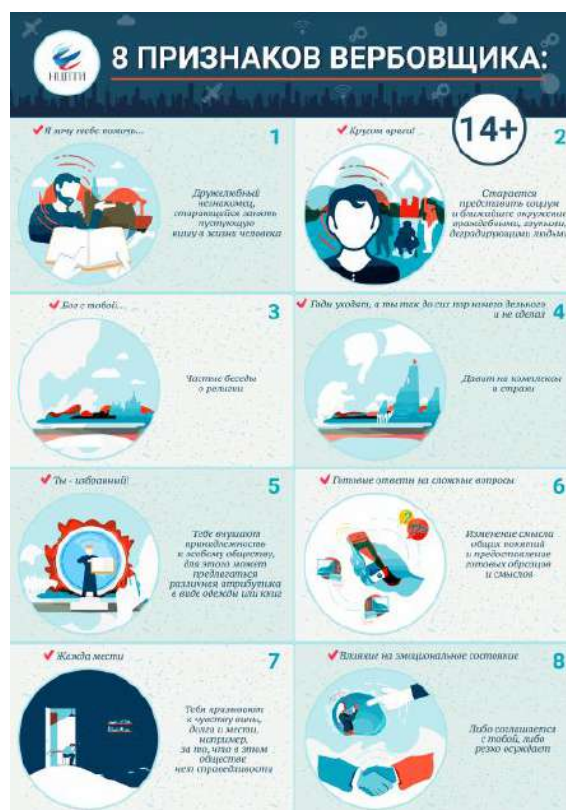 НЦПТИ
8 ПРИЗНАКОВ ВЕРБОВЩИКА:
14+
Я хочу тебе помочь...
1
Дружелюбный
незнакомец,
старающийся занять
пустующую
нишу в жизни человека
Кругом враги!
2
Старается
представить социум
и ближайшее окружение
враждебными, глупыми,
деградирующими людьми
Бог с тобой...
3
Частые беседы
о религии
Годы уходят, а ты так до сих пор ничего дельного
и не сделал
4
Давит на комплексы
и страхи
Ты - избранный!
5
Тебе внушают
принадлежность
к особому обществу,
для этого может
предлагаться
различная атрибутика
в виде одежды или книг
Готовые ответы на сложные вопросы
6
Изменение смысла
общих понятий
и предоставление
готовых образцов
и смыслов
Жажда мести
7
Тебя призывают
к чувству вины,
долга и мести,
например,
за то, что в этом
обществе
нет справедливости
Влияние на эмоциональное состояние
8
Либо соглашается
с тобой, либо
резко осуждает